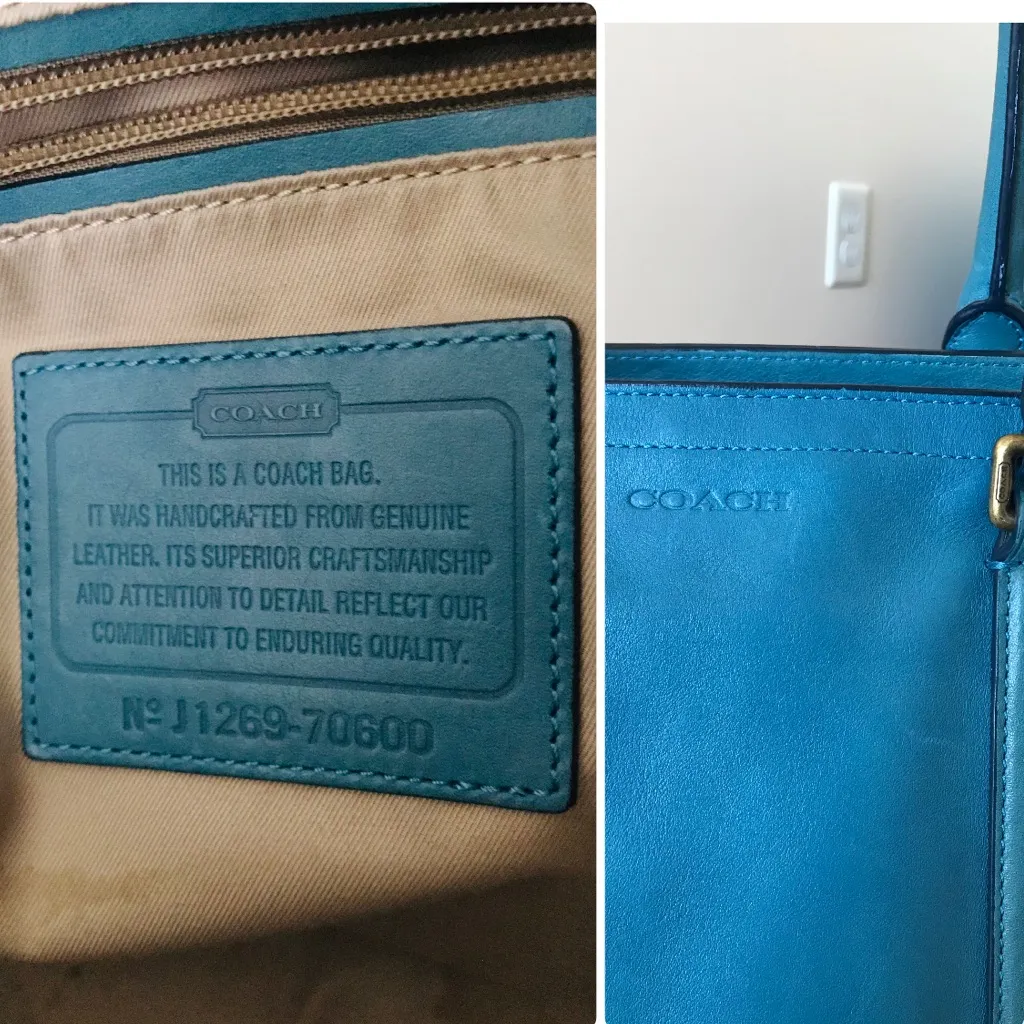 COACH
THIS IS A COACH BAG.
IT WAS HANDCRAFTED FROM GENUINE
LEATHER. ITS SUPERIOR CRAFTSMANSHIP
AND ATTENTION TO DETAIL REFLECT OUR
COMMITMENT TO ENDURING QUALITY.
Nº J1269-70600
COACH